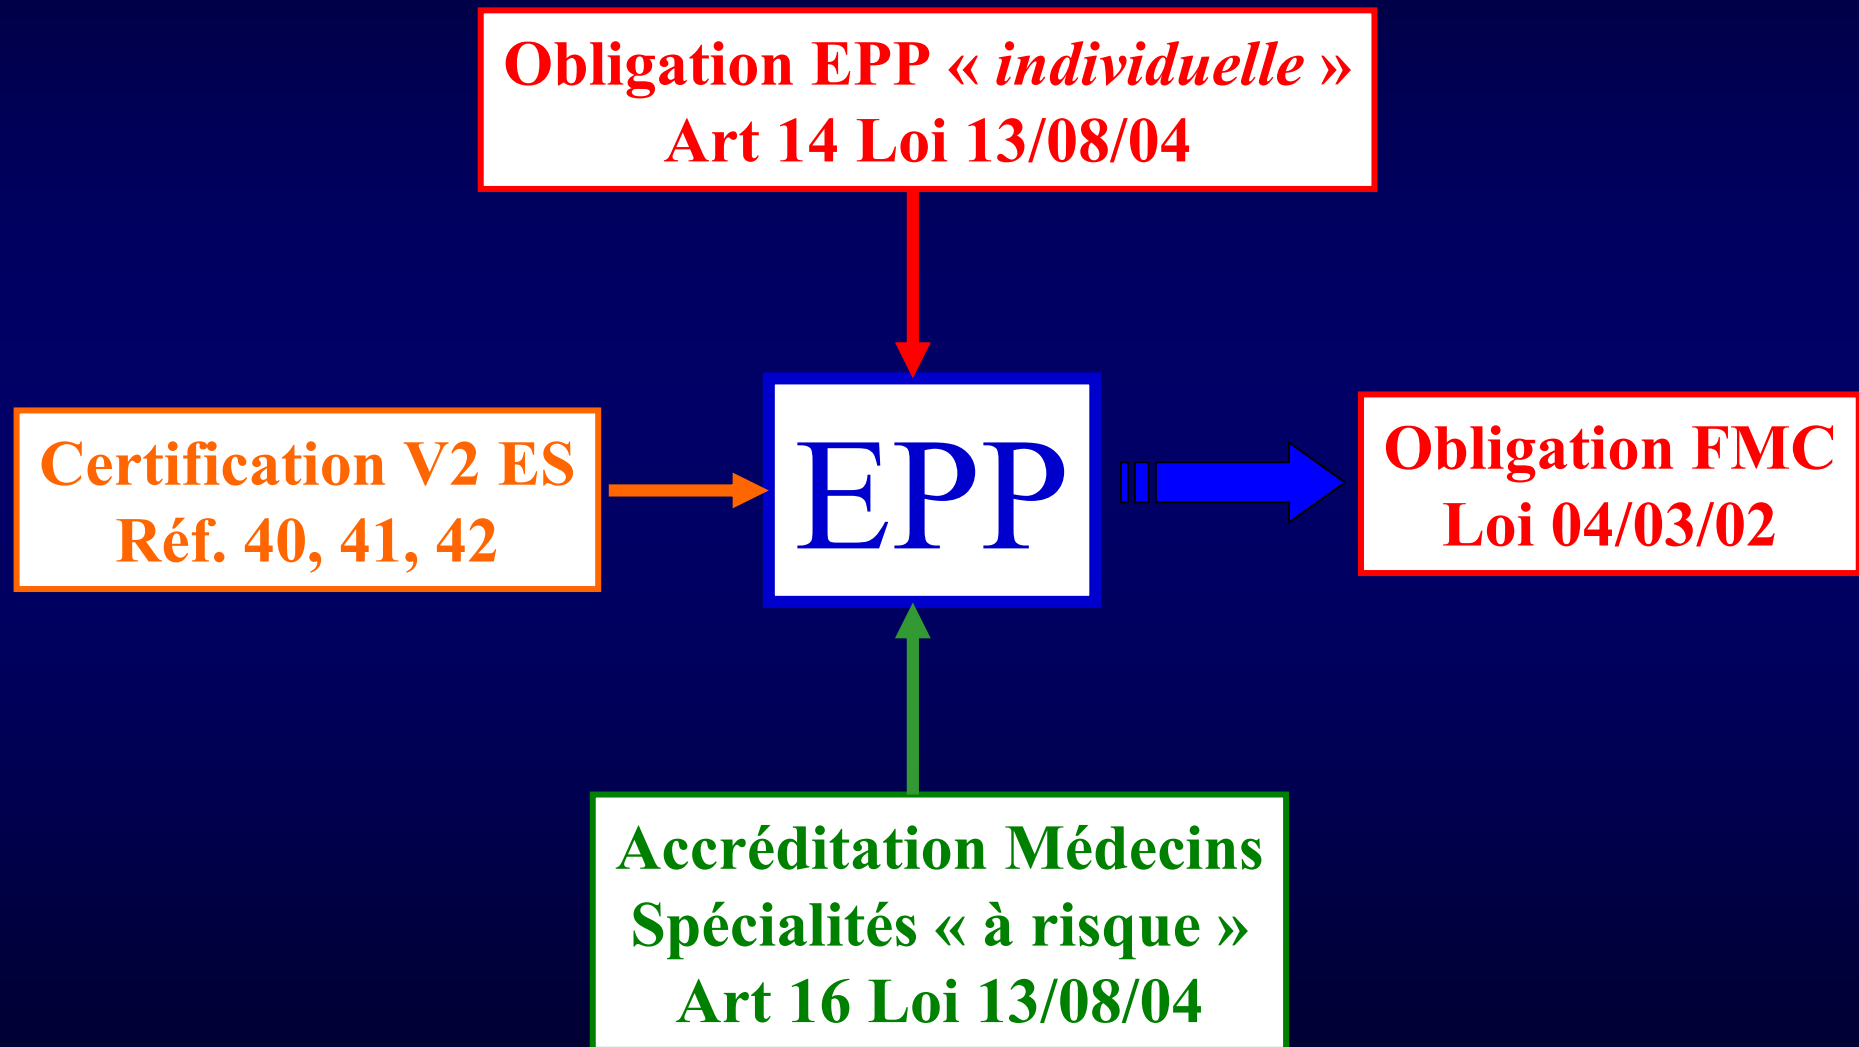 Obligation EPP « individuelle »
Art 14 Loi 13/08/04
Certification V2 ES
Réf. 40, 41, 42
EPP
Obligation FMC
Loi 04/03/02
Accréditation Médecins
Spécialités « à risque »
Art 16 Loi 13/08/04